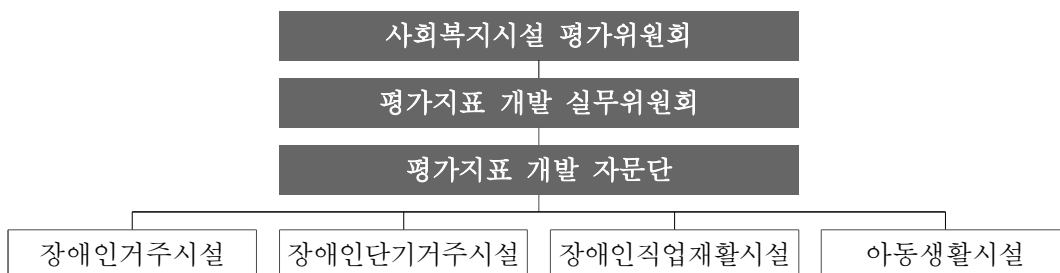 사회복지시설 평가위원회
평가지표 개발 실무위원회
평가지표 개발 자문단
장애인거주시설 장애인단기거주시설 장애인직업재활시설 아동생활시설